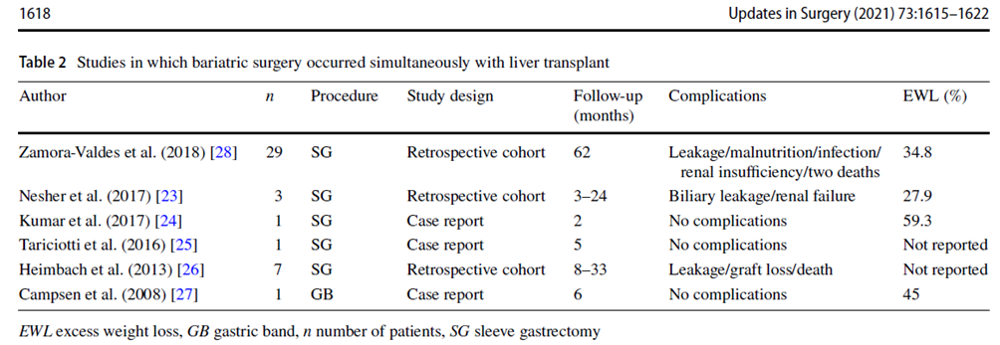 1618 Updates in Surgery (2021) 73:1615–1622
Table 2 Studies in which bariatric surgery occurred simultaneously with liver transplant
Author n Procedure Study design Follow-up (months) Complications EWL (%)
Zamora-Valdes et al. (2018) [28] 29 SG Retrospective cohort 62 Leakage/malnutrition/infection/ renal insufficiency/two deaths 34.8
Nesher et al. (2017) [23] 3 SG Retrospective cohort 3–24 Biliary leakage/renal failure 27.9
Kumar et al. (2017) [24] 1 SG Case report 2 No complications 59.3
Tariciotti et al. (2016) [25] 1 SG Case report 5 No complications Not reported
Heimbach et al. (2013) [26] 7 SG Retrospective cohort 8–33 Leakage/graft loss/death Not reported
Campsen et al. (2008) [27] 1 GB Case report 6 No complications 45
EWL excess weight loss, GB gastric band, n number of patients, SG sleeve gastrectomy